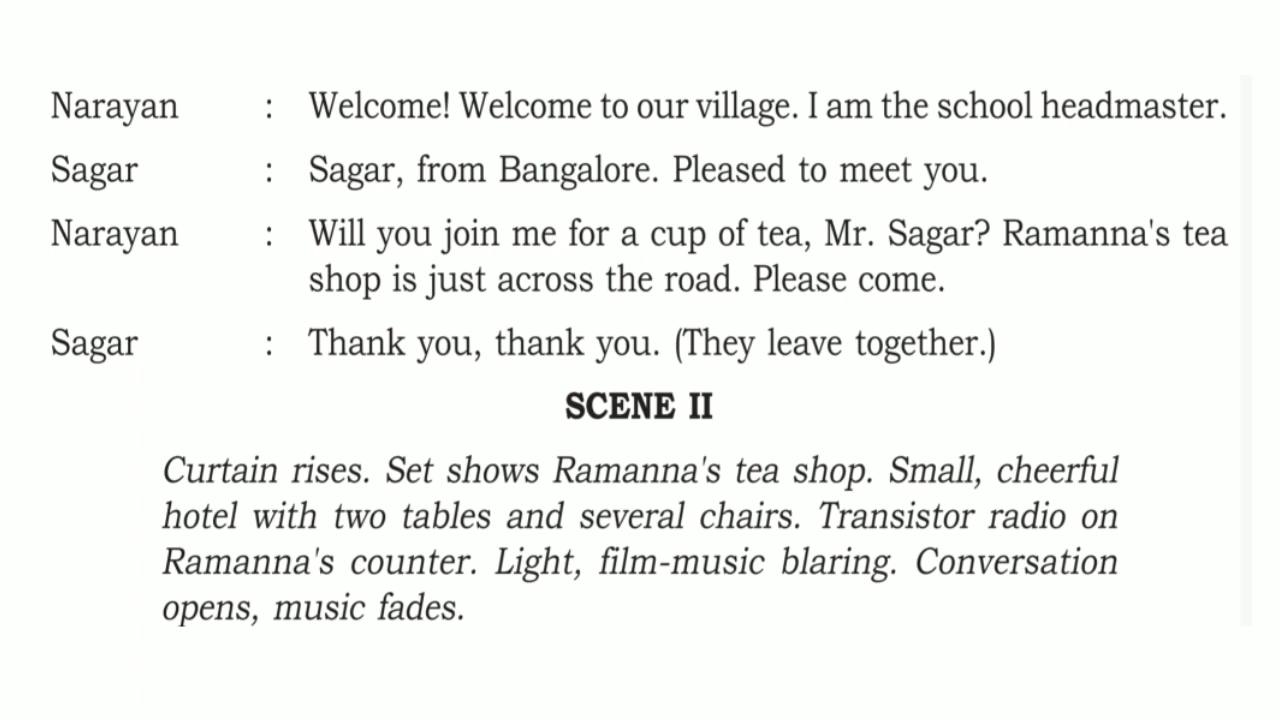 Narayan : Welcome! Welcome to our village. I am the school headmaster.
Sagar : Sagar, from Bangalore. Pleased to meet you.
Narayan : Will you join me for a cup of tea, Mr. Sagar? Ramanna's tea
shop is just across the road. Please come.
Sagar : Thank you, thank you. (They leave together.)
SCENE II
Curtain rises. Set shows Ramanna's tea shop. Small, cheerful
hotel with two tables and several chairs. Transistor radio on
Ramanna's counter. Light, film-music blaring. Conversation
opens, music fades.